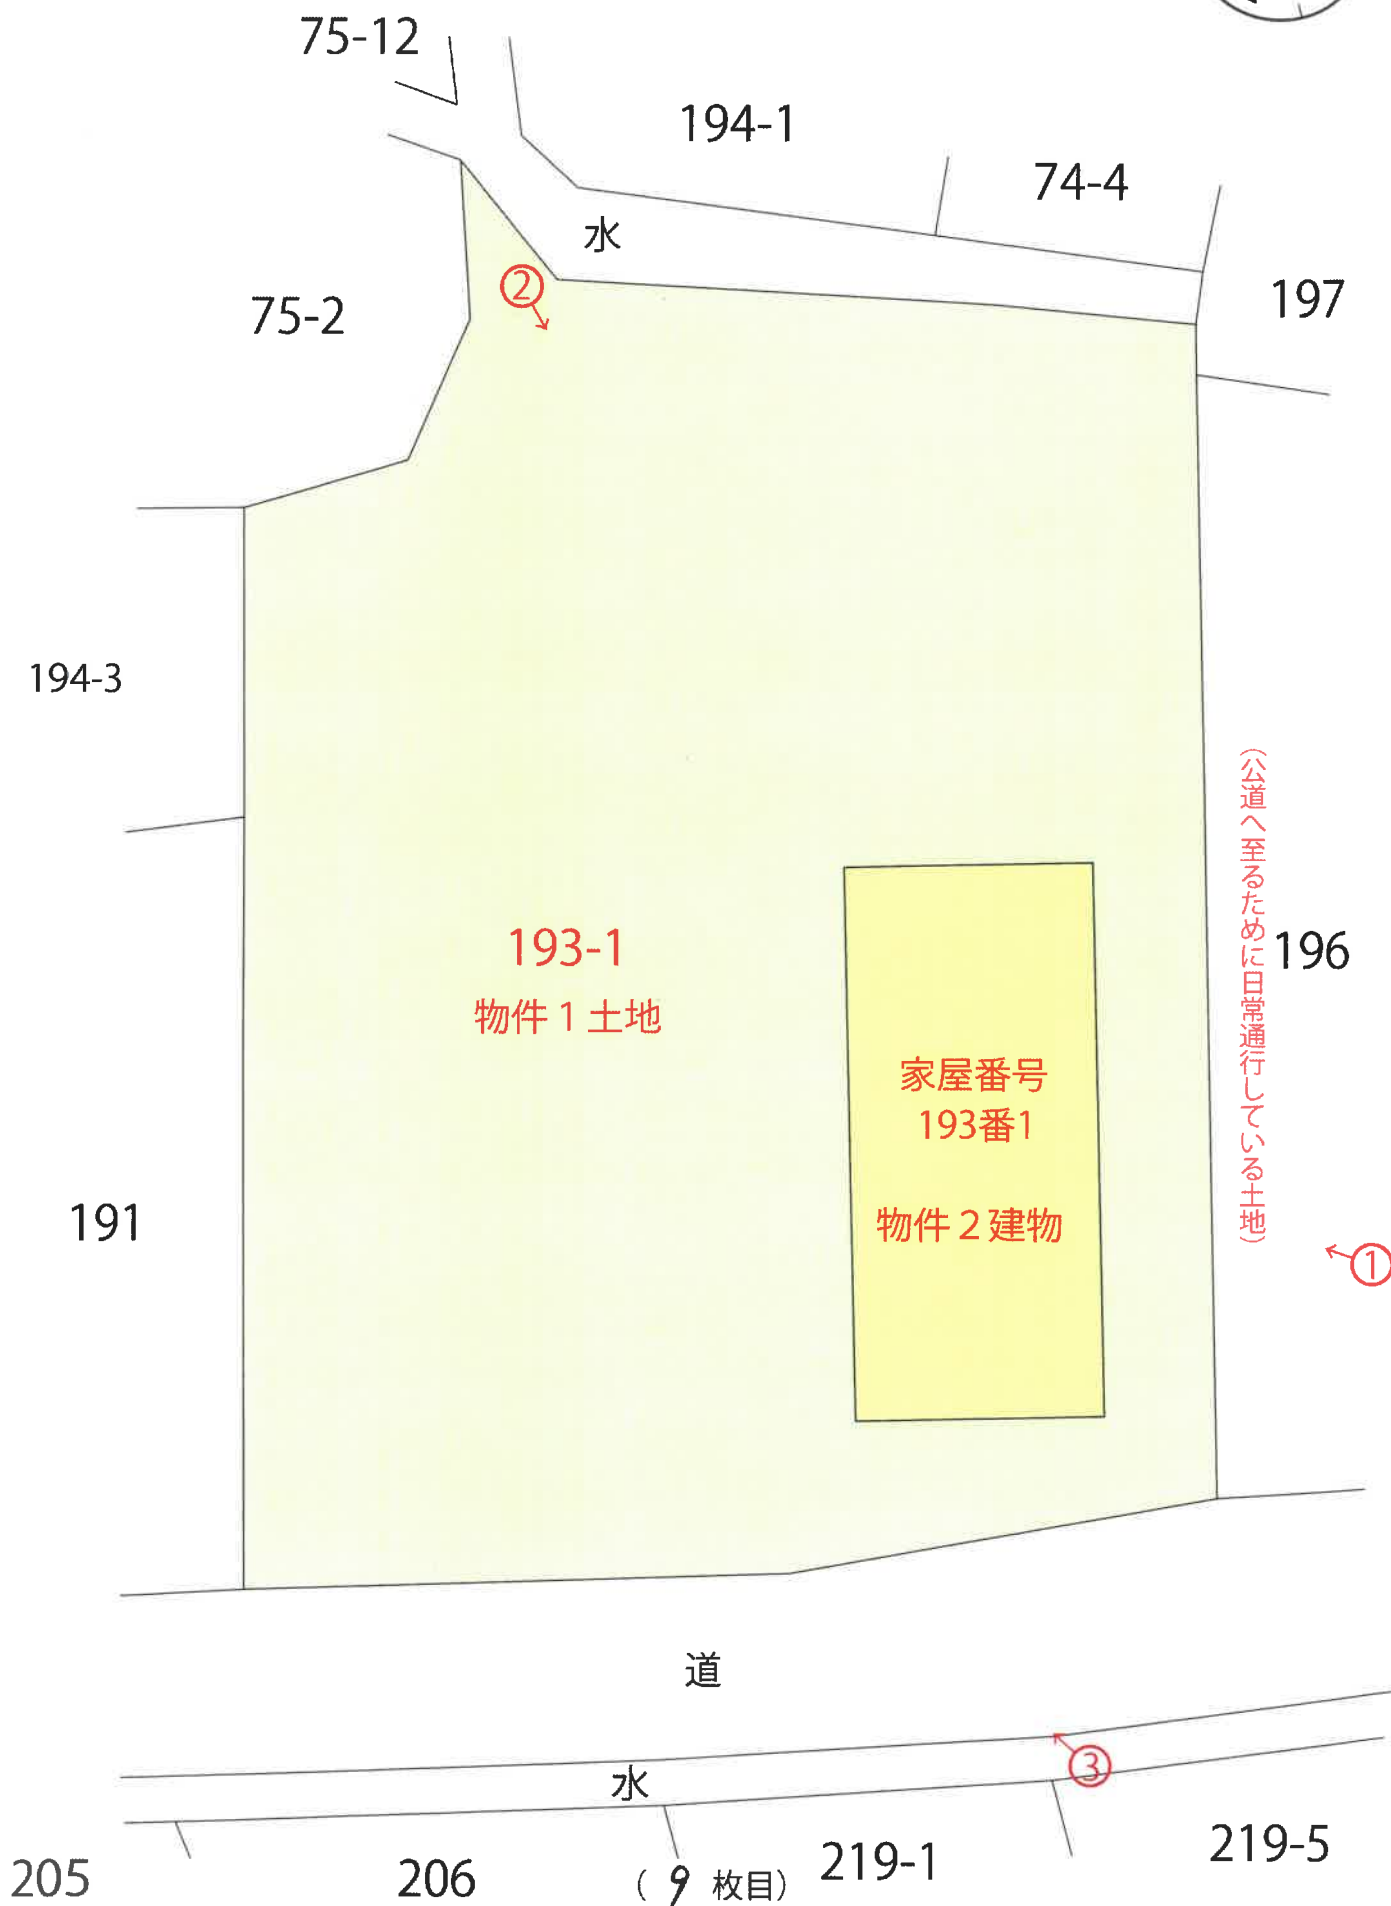 75-12
194-1
74-4
水
②
75-2
197
194-3
(公道へ至るために日常通行している土地)
193-1
物件1土地
196
家屋番号
193番1
物件2建物
191
①
道
③
水
205
206
(9枚目)
219-1
219-5